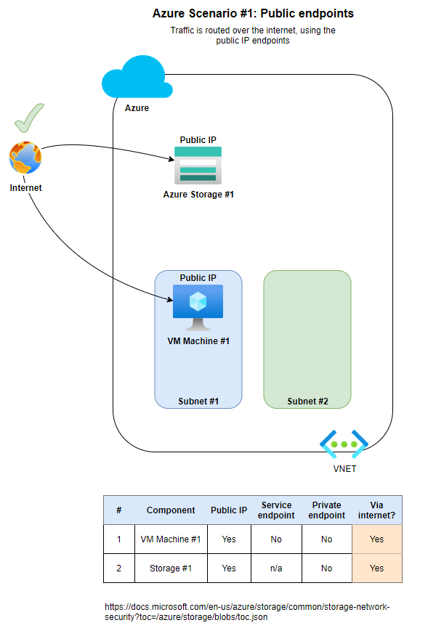 Azure Scenario #1: Public endpoints
Traffic is routed over the internet, using the
public IP endpoints
Azure
Public IP
Internet
Azure Storage #1
Public IP
VM Machine #1
Subnet #1
Subnet #2
VNET
# Component Public IP Service endpoint Private endpoint Via internet?
1 VM Machine #1 Yes No No Yes
2 Storage #1 Yes n/a No Yes
https://docs.microsoft.com/en-us/azure/storage/common/storage-network-
security?toc=/azure/storage/blobs/toc.json